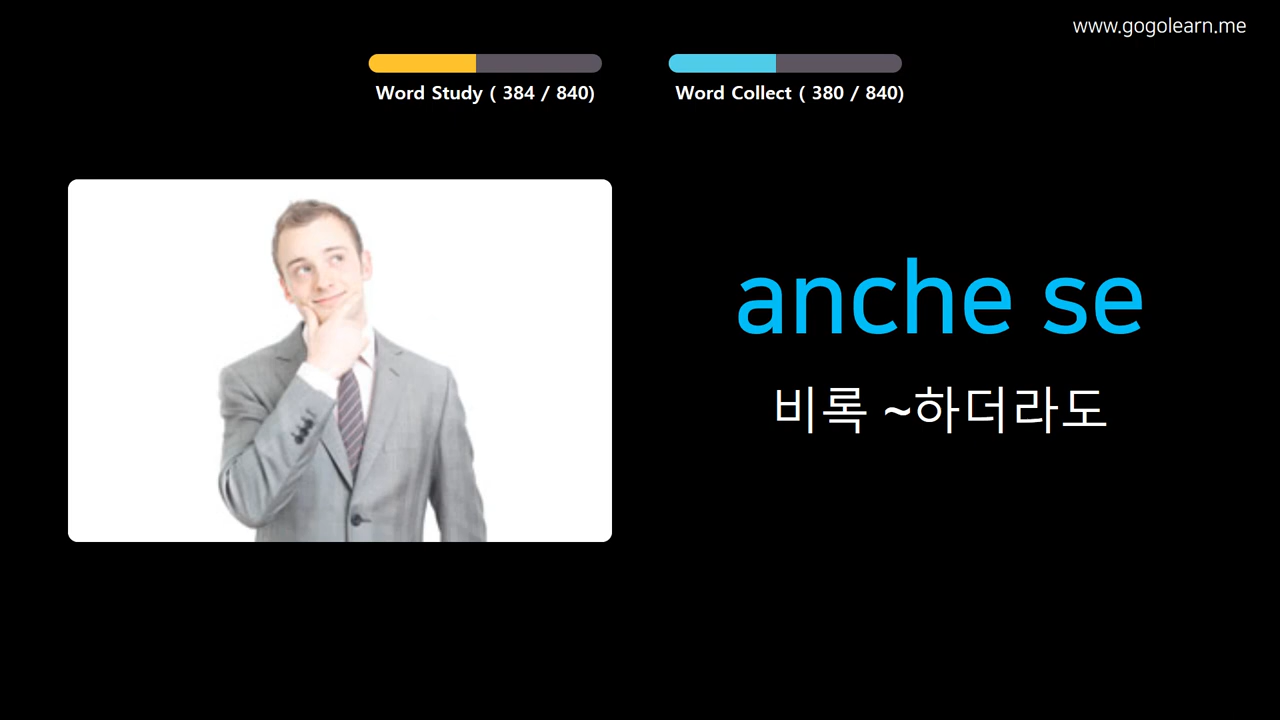 www.gogolearn.me
Word Study ( 384 / 840)
Word Collect ( 380 / 840)
anche se
비록 ~하더라도